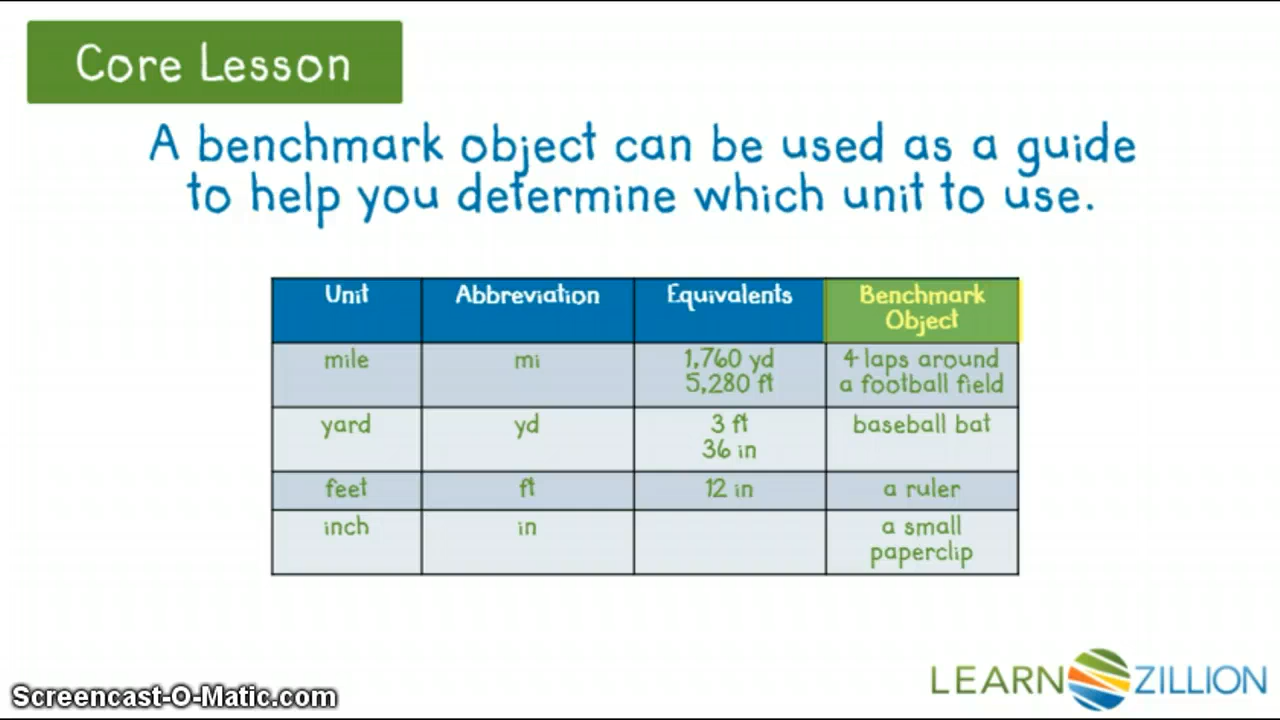 Core Lesson
A benchmark object can be used as a guide
to help you determine which unit to use.
Unit Abbreviation Equivalents Benchmark
Object
mile mi 1,760 yd 4 laps around
5,280 ft a football field
yard yd 3 ft baseball bat
36 in
feet ft 12 in a ruler
inch in a small
paperclip
LEARN ZILLION
Screencast-O-Matic.com